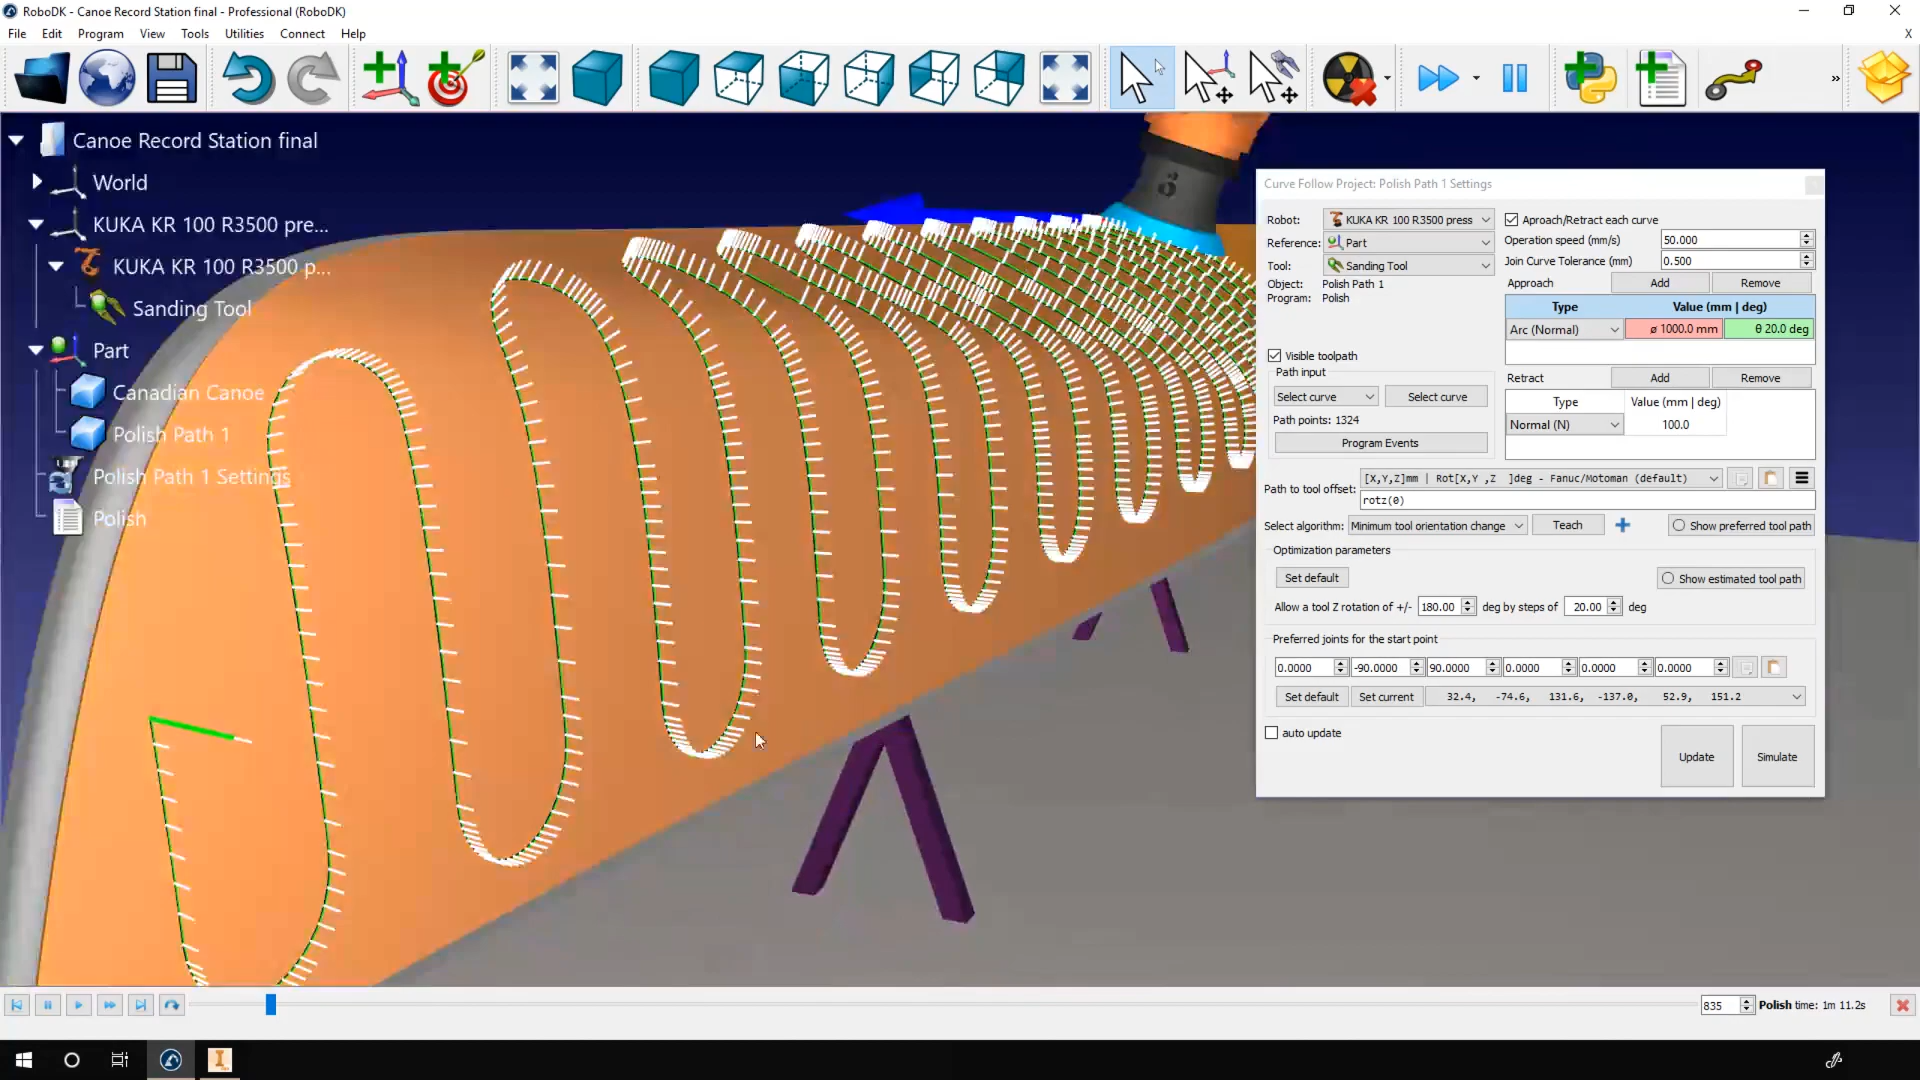 RoboDK - Canoe Record Station final - Professional (RoboDK)
File Edit Program View Tools Utilities Connect Help X
Canoe Record Station final
World
KUKA KR 100 R3500 pre...
KUKA KR 100 R3500 p...
Sanding Tool
Part
Canadian Canoe
Polish Path 1
Polish Path 1 Settings
Polish
Curve Follow Project: Polish Path 1 Settings
Robot: KUKA KR 100 R3500 press
Reference: Part
Tool: Sanding Tool
Object: Polish Path 1
Program: Polish
Visible toolpath
Path input
Select curve Select curve
Path points: 1324
Program Events
Aproach/Retract each curve
Operation speed (mm/s) 50.000
Join Curve Tolerance (mm) 0.500
Approach Add Remove
Type Value (mm | deg)
Arc (Normal) ø 1000.0 mm θ 20.0 deg
Retract Add Remove
Type Value (mm | deg)
Normal (N) 100.0
Path to tool offset: [X,Y,Z]mm | Rot[X,Y ,Z ]deg - Fanuc/Motoman (default)
rotz(0)
Select algorithm: Minimum tool orientation change Teach Show preferred tool path
Optimization parameters
Set default Show estimated tool path
Allow a tool Z rotation of +/- 180.00 deg by steps of 20.00 deg
Preferred joints for the start point
0.0000 -90.0000 90.0000 0.0000 0.0000 0.0000
Set default Set current 32.4, -74.6, 131.6, -137.0, 52.9, 151.2
auto update
Update Simulate
835 Polish time: 1m 11.2s